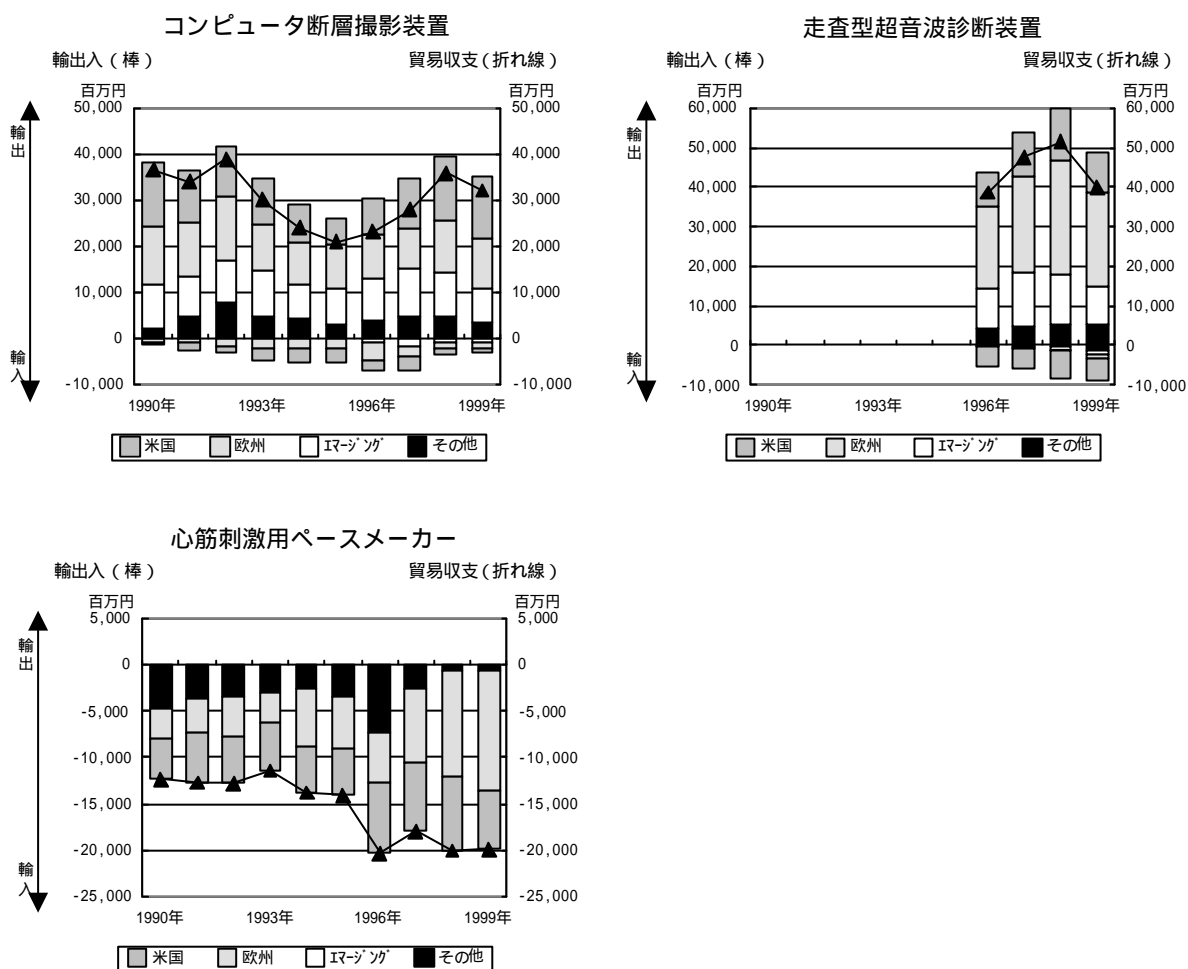 コンピュータ断層撮影装置
輸出入（棒） 貿易収支（折れ線）
百万円 百万円
輸出
輸入
50,000 50,000
40,000 40,000
30,000 30,000
20,000 20,000
10,000 10,000
0 0
-10,000 -10,000
1990年 1993年 1996年 1999年
米国 欧州 ｴﾏｰｼﾞﾝｸﾞ その他
走査型超音波診断装置
輸出入（棒） 貿易収支（折れ線）
百万円 百万円
輸出
輸入
60,000 60,000
50,000 50,000
40,000 40,000
30,000 30,000
20,000 20,000
10,000 10,000
0 0
-10,000 -10,000
1990年 1993年 1996年 1999年
米国 欧州 ｴﾏｰｼﾞﾝｸﾞ その他
心筋刺激用ペースメーカー
輸出入（棒） 貿易収支（折れ線）
百万円 百万円
輸出
輸入
5,000 5,000
0 0
-5,000 -5,000
-10,000 -10,000
-15,000 -15,000
-20,000 -20,000
-25,000 -25,000
1990年 1993年 1996年 1999年
米国 欧州 ｴﾏｰｼﾞﾝｸﾞ その他